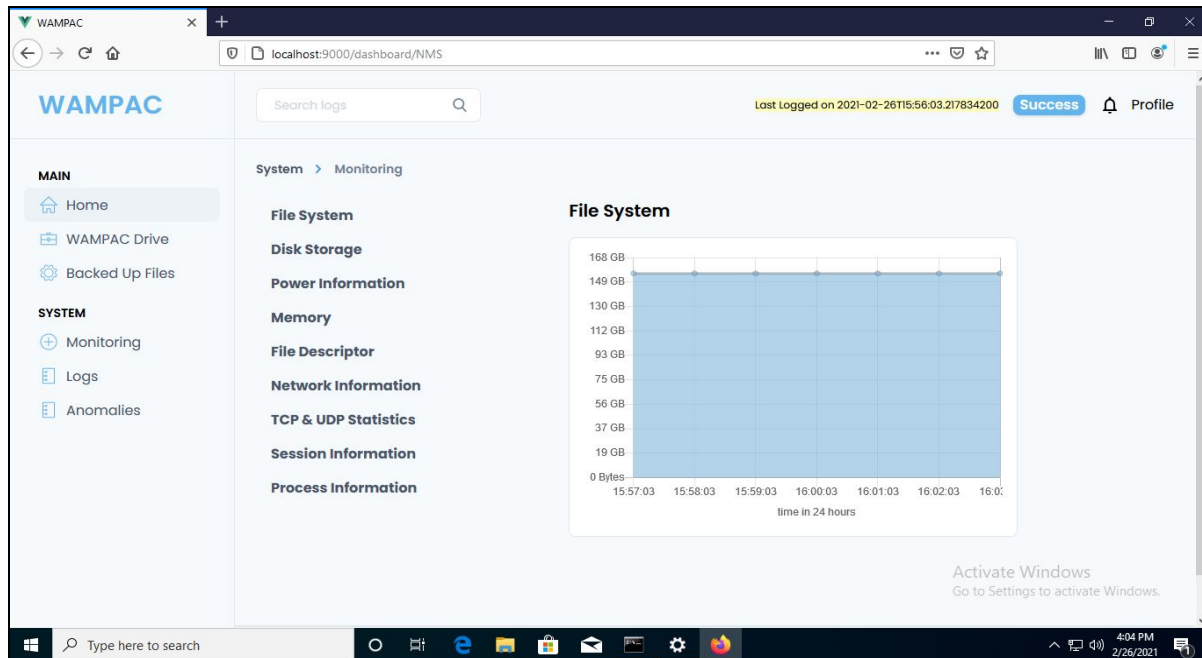 WAMPAC
localhost:9000/dashboard/NMS
WAMPAC
Search logs
Last Logged on 2021-02-26T15:56:03.217834200
Success
Profile
MAIN
Home
WAMPAC Drive
Backed Up Files
SYSTEM
Monitoring
Logs
Anomalies
System > Monitoring
File System
Disk Storage
Power Information
Memory
File Descriptor
Network Information
TCP & UDP Statistics
Session Information
Process Information
File System
168 GB
149 GB
130 GB
112 GB
93 GB
75 GB
56 GB
37 GB
19 GB
0 Bytes
15:57:03 15:58:03 15:59:03 16:00:03 16:01:03 16:02:03
time in 24 hours
Activate Windows
Go to Settings to activate Windows.
Type here to search
4:04 PM
2/26/2021